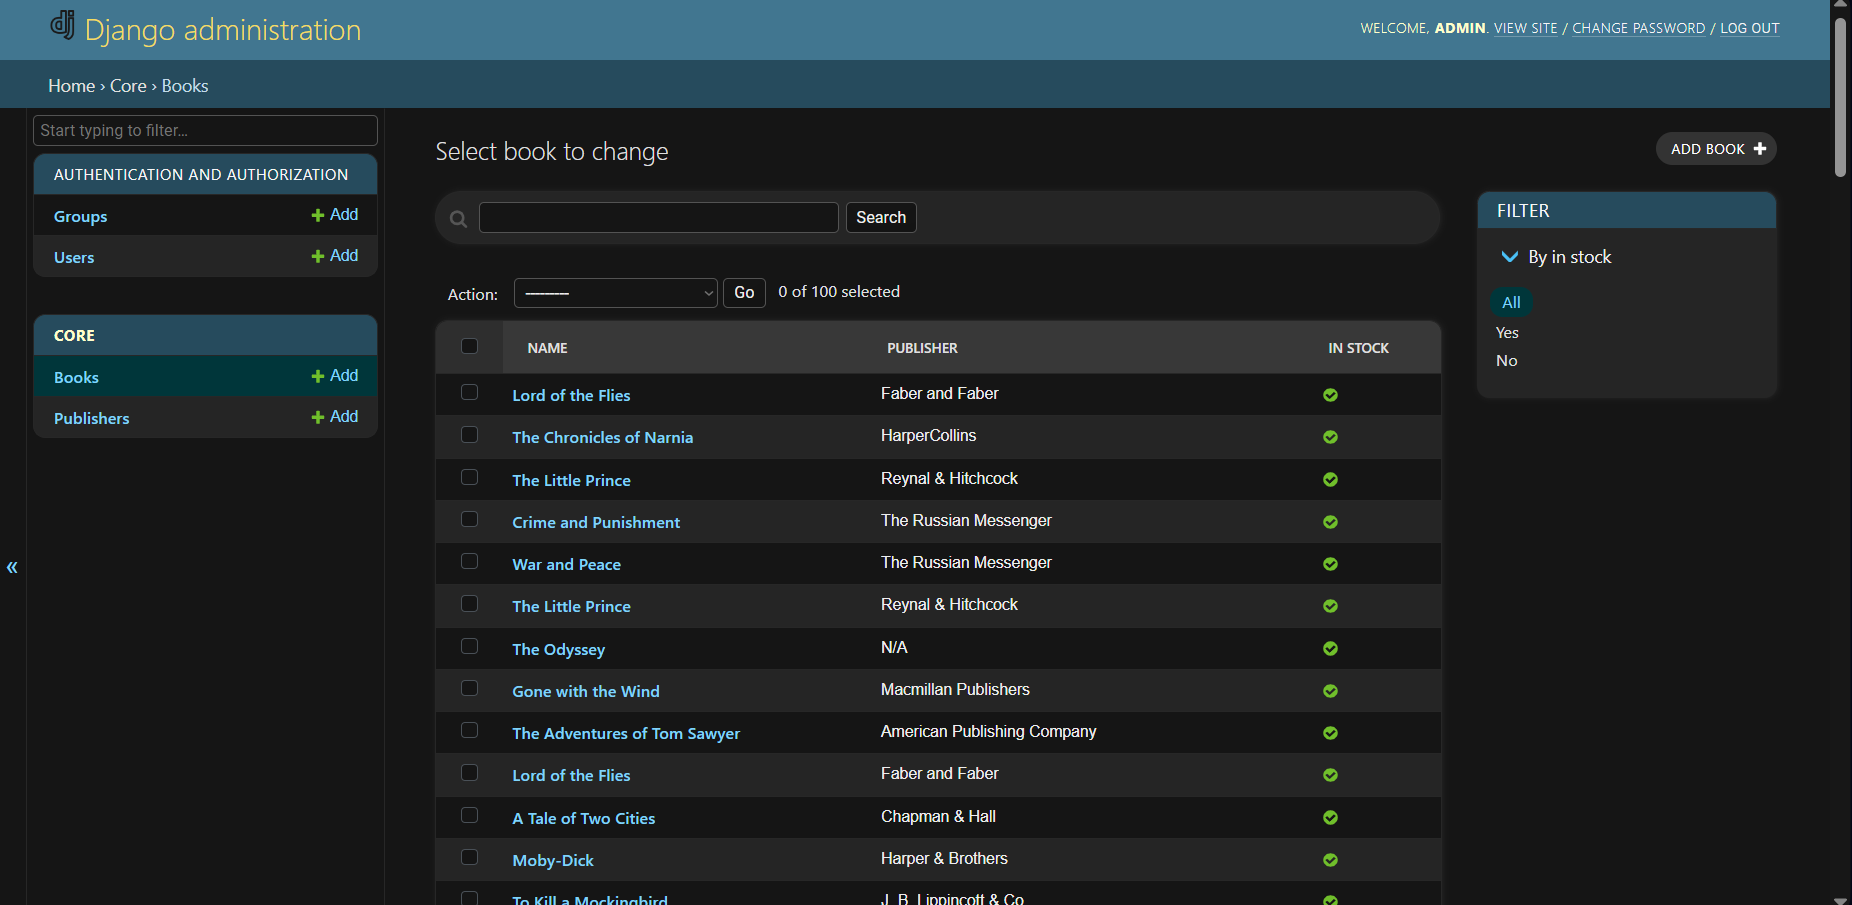 dj Django administration
WELCOME, ADMIN. VIEW SITE / CHANGE PASSWORD / LOG OUT
Home › Core › Books
Start typing to filter...
AUTHENTICATION AND AUTHORIZATION
Groups + Add
Users + Add
CORE
Books + Add
Publishers + Add
«
Select book to change
ADD BOOK +
Search
Action: --------- Go 0 of 100 selected
NAME PUBLISHER IN STOCK
Lord of the Flies Faber and Faber
The Chronicles of Narnia HarperCollins
The Little Prince Reynal & Hitchcock
Crime and Punishment The Russian Messenger
War and Peace The Russian Messenger
The Little Prince Reynal & Hitchcock
The Odyssey N/A
Gone with the Wind Macmillan Publishers
The Adventures of Tom Sawyer American Publishing Company
Lord of the Flies Faber and Faber
A Tale of Two Cities Chapman & Hall
Moby-Dick Harper & Brothers
To Kill a Mockingbird J. B. Lippincott & Co
FILTER
By in stock
All
Yes
No